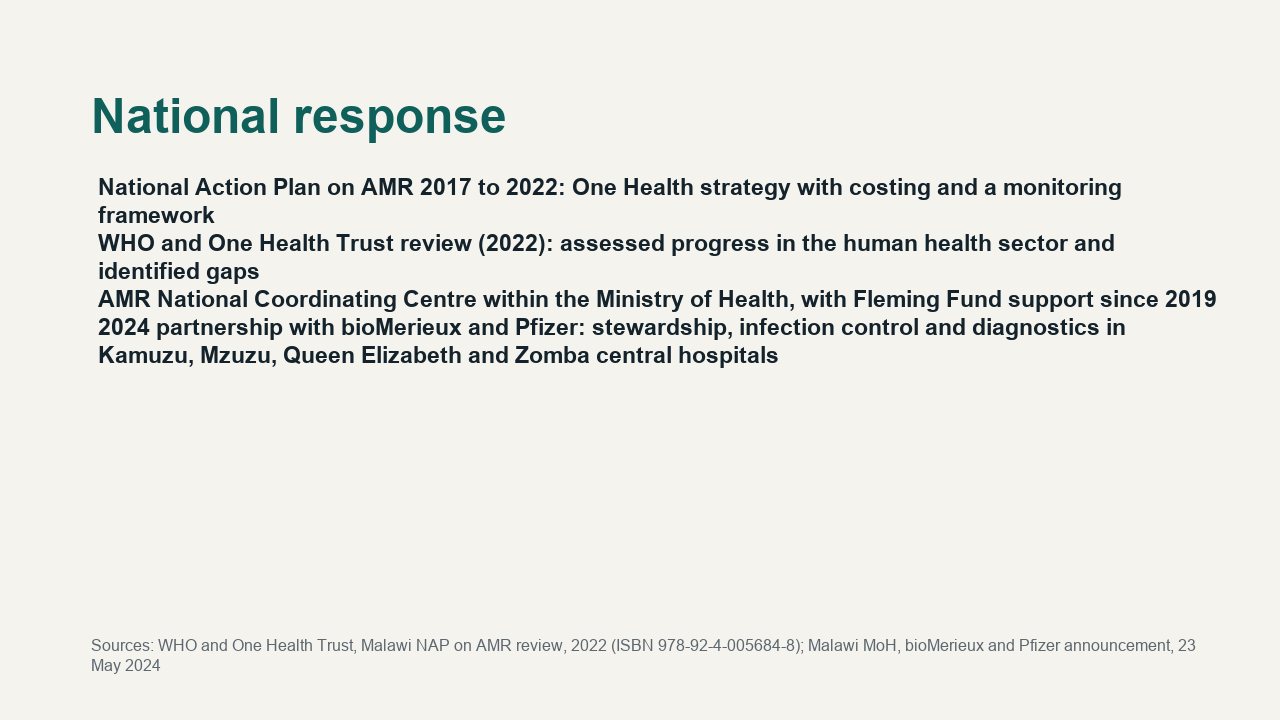 National response
National Action Plan on AMR 2017 to 2022: One Health strategy with costing and a monitoring
framework
WHO and One Health Trust review (2022): assessed progress in the human health sector and
identified gaps
AMR National Coordinating Centre within the Ministry of Health, with Fleming Fund support since 2019
2024 partnership with bioMerieux and Pfizer: stewardship, infection control and diagnostics in
Kamuzu, Mzuzu, Queen Elizabeth and Zomba central hospitals
Sources: WHO and One Health Trust, Malawi NAP on AMR review, 2022 (ISBN 978-92-4-005684-8); Malawi MoH, bioMerieux and Pfizer announcement, 23
May 2024